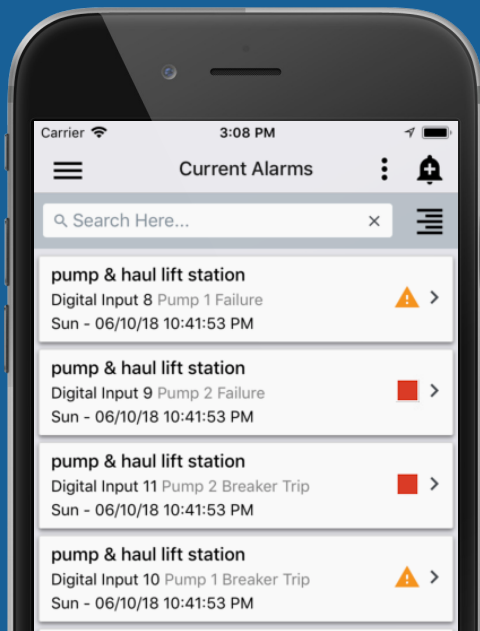 Carrier 3:08 PM
Current Alarms
Search Here...
pump & haul lift station
Digital Input 8 Pump 1 Failure
Sun - 06/10/18 10:41:53 PM
pump & haul lift station
Digital Input 9 Pump 2 Failure
Sun - 06/10/18 10:41:53 PM
pump & haul lift station
Digital Input 11 Pump 2 Breaker Trip
Sun - 06/10/18 10:41:53 PM
pump & haul lift station
Digital Input 10 Pump 1 Breaker Trip
Sun - 06/10/18 10:41:53 PM